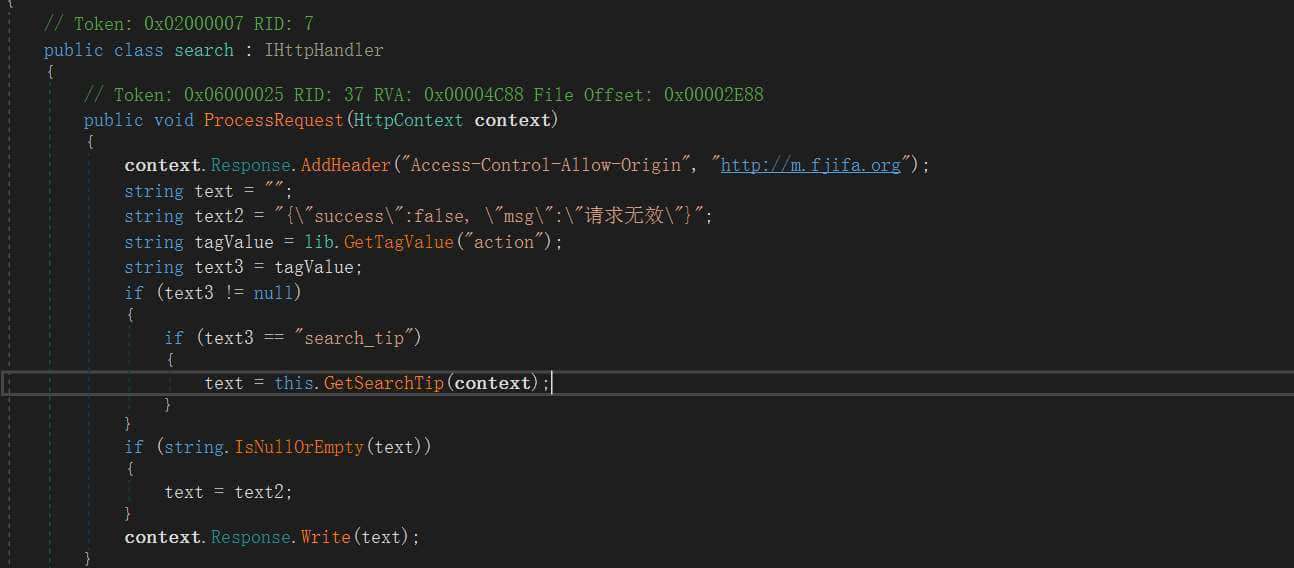 {
// Token: 0x02000007 RID: 7
public class search : IHttpHandler
{
// Token: 0x06000025 RID: 37 RVA: 0x00004C88 File Offset: 0x00002E88
public void ProcessRequest(HttpContext context)
{
context.Response.AddHeader("Access-Control-Allow-Origin", "http://m.fjifa.org");
string text = "";
string text2 = "{\"success\":false, \"msg\":\"请求无效\"}";
string tagValue = lib.GetTagValue("action");
string text3 = tagValue;
if (text3 != null)
{
if (text3 == "search_tip")
{
text = this.GetSearchTip(context);
}
}
if (string.IsNullOrEmpty(text))
{
text = text2;
}
context.Response.Write(text);
}